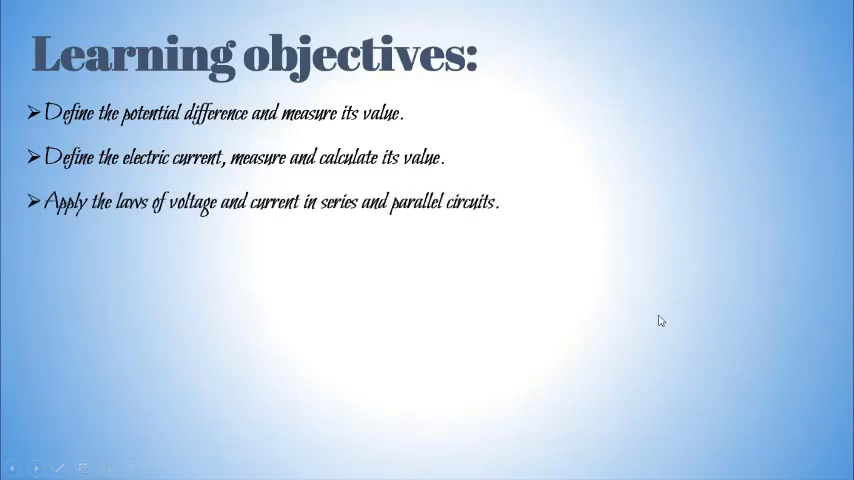 Learning objectives:
➢Define the potential difference and measure its value.
➢Define the electric current, measure and calculate its value.
➢Apply the laws of voltage and current in series and parallel circuits.